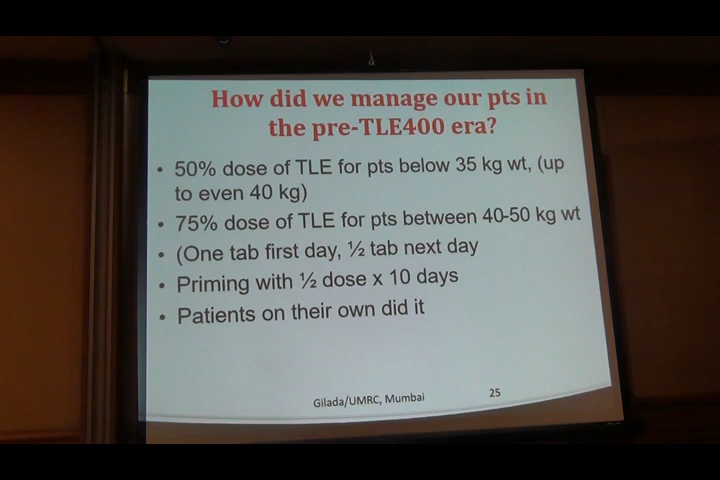 How did we manage our pts in
the pre-TLE400 era?
• 50% dose of TLE for pts below 35 kg wt, (up
to even 40 kg)
• 75% dose of TLE for pts between 40-50 kg wt
• (One tab first day, ½ tab next day
• Priming with ½ dose x 10 days
• Patients on their own did it
Gilada/UMRC, Mumbai
25